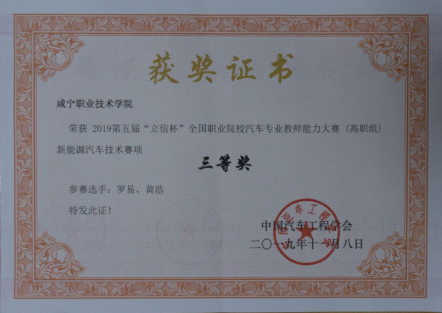 获奖证书
咸宁职业技术学院
荣获 2019第五届“立信杯”全国职业院校汽车专业教师能力大赛（高职组）
新能源汽车技术赛项
三等奖
参赛选手：罗易、黄浩
特发此证！
中国汽车工程学会
二〇一九年十一月八日